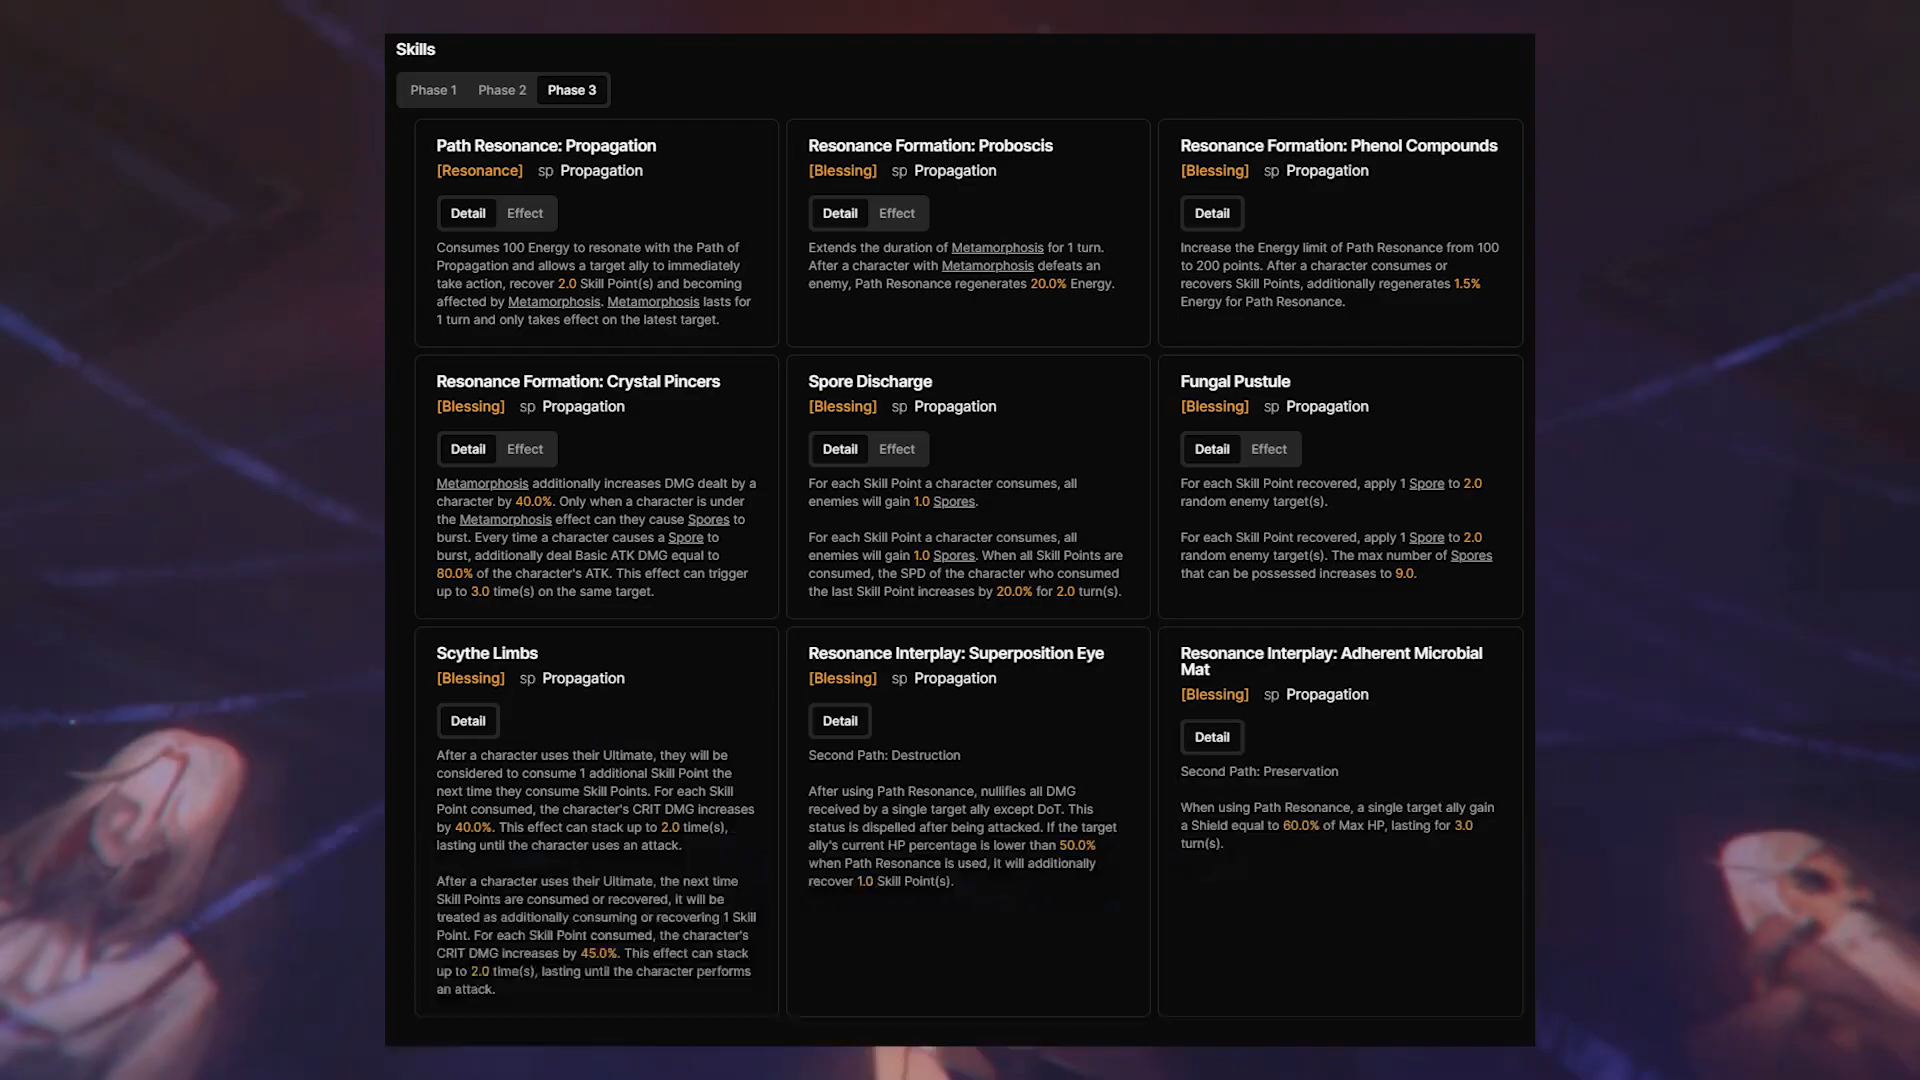 Skills
Phase 1 Phase 2 Phase 3
Path Resonance: Propagation
[Resonance] sp Propagation
Detail Effect
Consumes 100 Energy to resonate with the Path of
Propagation and allows a target ally to immediately
take action, recover 2.0 Skill Point(s) and becoming
affected by Metamorphosis. Metamorphosis lasts for
1 turn and only takes effect on the latest target.
Resonance Formation: Proboscis
[Blessing] sp Propagation
Detail Effect
Extends the duration of Metamorphosis for 1 turn.
After a character with Metamorphosis defeats an
enemy, Path Resonance regenerates 20.0% Energy.
Resonance Formation: Phenol Compounds
[Blessing] sp Propagation
Detail
Increase the Energy limit of Path Resonance from 100
to 200 points. After a character consumes or
recovers Skill Points, additionally regenerates 1.5%
Energy for Path Resonance.
Resonance Formation: Crystal Pincers
[Blessing] sp Propagation
Detail Effect
Metamorphosis additionally increases DMG dealt by a
character by 40.0%. Only when a character is under
the Metamorphosis effect can they cause Spores to
burst. Every time a character causes a Spore to
burst, additionally deal Basic ATK DMG equal to
80.0% of the character's ATK. This effect can trigger
up to 3.0 time(s) on the same target.
Spore Discharge
[Blessing] sp Propagation
Detail Effect
For each Skill Point a character consumes, all
enemies will gain 1.0 Spores.
For each Skill Point a character consumes, all
enemies will gain 1.0 Spores. When all Skill Points are
consumed, the SPD of the character who consumed
the last Skill Point increases by 20.0% for 2.0 turn(s).
Fungal Pustule
[Blessing] sp Propagation
Detail Effect
For each Skill Point recovered, apply 1 Spore to 2.0
random enemy target(s).
For each Skill Point recovered, apply 1 Spore to 2.0
random enemy target(s). The max number of Spores
that can be possessed increases to 9.0.
Scythe Limbs
[Blessing] sp Propagation
Detail
After a character uses their Ultimate, they will be
considered to consume 1 additional Skill Point the
next time they consume Skill Points. For each Skill
Point consumed, the character's CRIT DMG increases
by 40.0%. This effect can stack up to 2.0 time(s),
lasting until the character uses an attack.
After a character uses their Ultimate, the next time
Skill Points are consumed or recovered, it will be
treated as additionally consuming or recovering 1 Skill
Point. For each Skill Point consumed, the character's
CRIT DMG increases by 45.0%. This effect can stack
up to 2.0 time(s), lasting until the character performs
an attack.
Resonance Interplay: Superposition Eye
[Blessing] sp Propagation
Detail
Second Path: Destruction
After using Path Resonance, nullifies all DMG
received by a single target ally except DoT. This
status is dispelled after being attacked. If the target
ally's current HP percentage is lower than 50.0%
when Path Resonance is used, it will additionally
recover 1.0 Skill Point(s).
Resonance Interplay: Adherent Microbial
Mat
[Blessing] sp Propagation
Detail
Second Path: Preservation
When using Path Resonance, a single target ally gain
a Shield equal to 60.0% of Max HP, lasting for 3.0
turn(s).